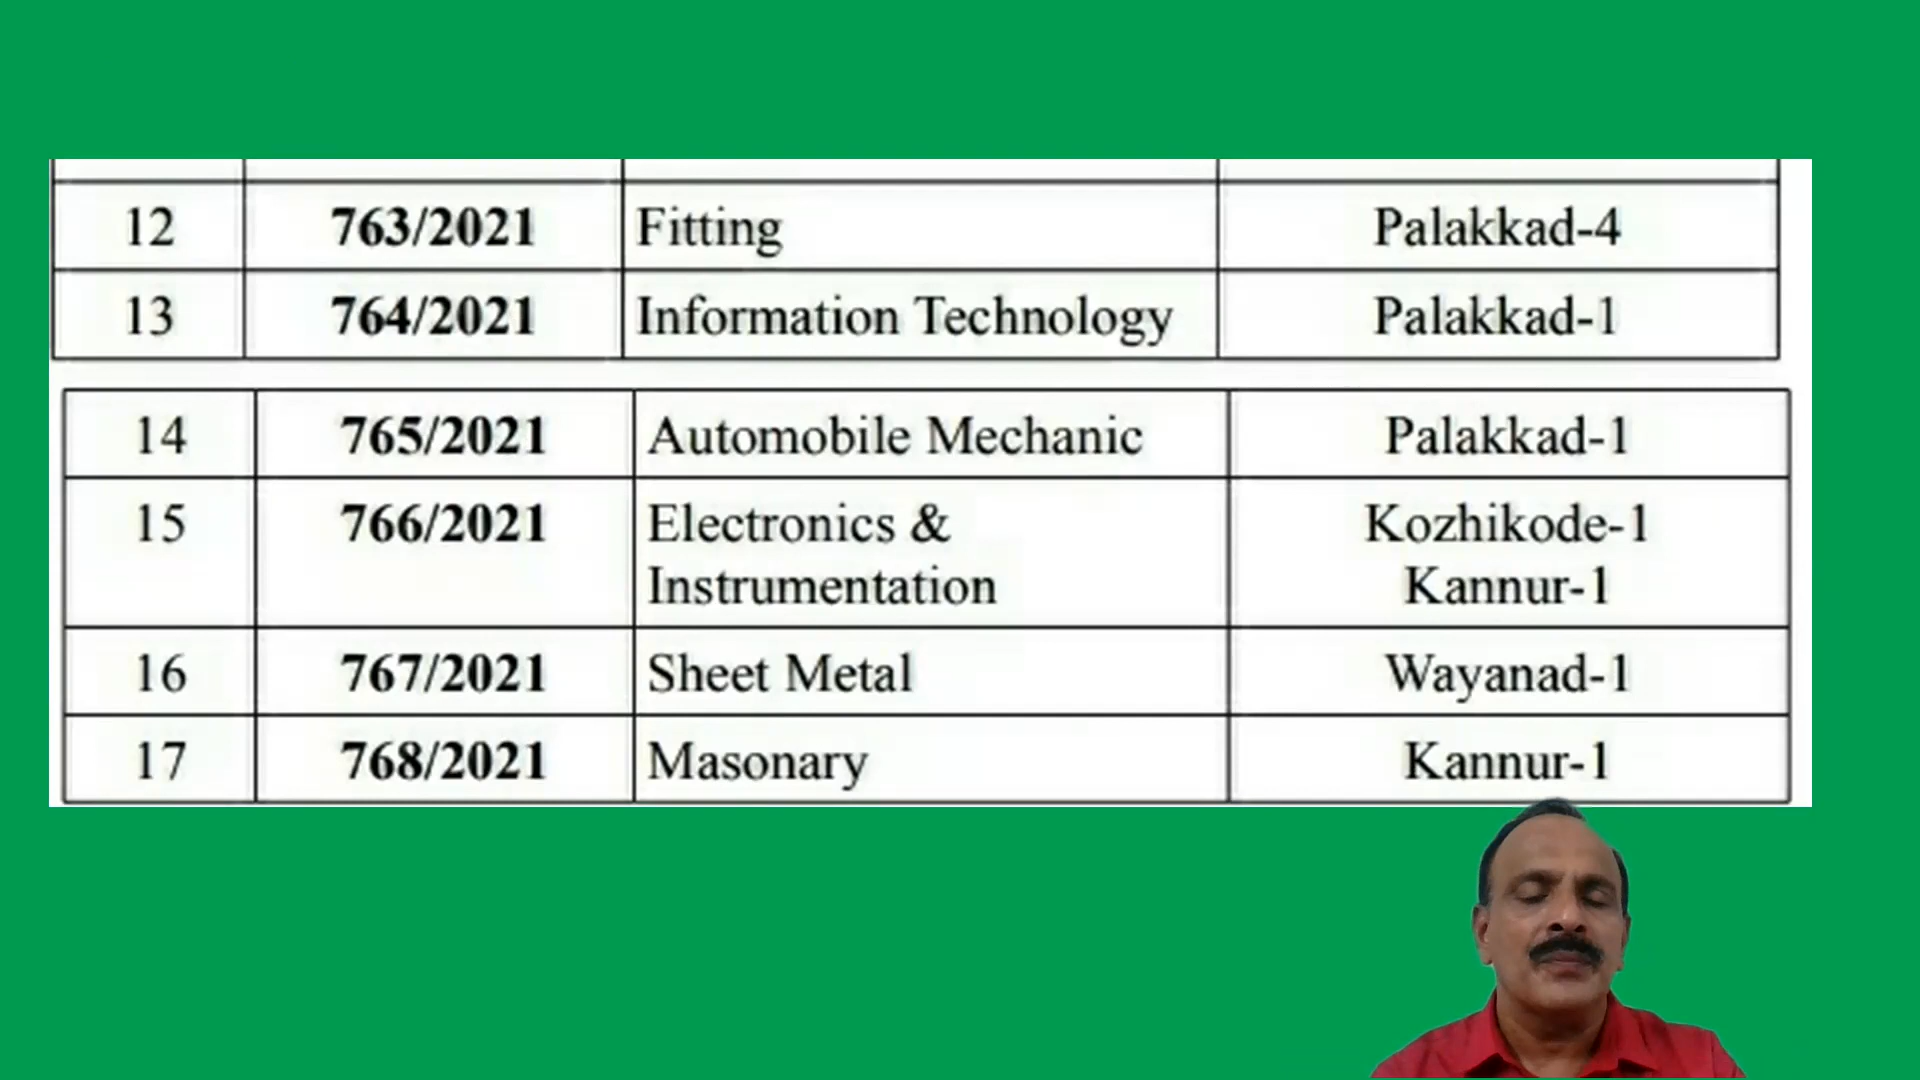 12 763/2021 Fitting Palakkad-4
13 764/2021 Information Technology Palakkad-1
14 765/2021 Automobile Mechanic Palakkad-1
15 766/2021 Electronics & Kozhikode-1
Instrumentation Kannur-1
16 767/2021 Sheet Metal Wayanad-1
17 768/2021 Masonary Kannur-1